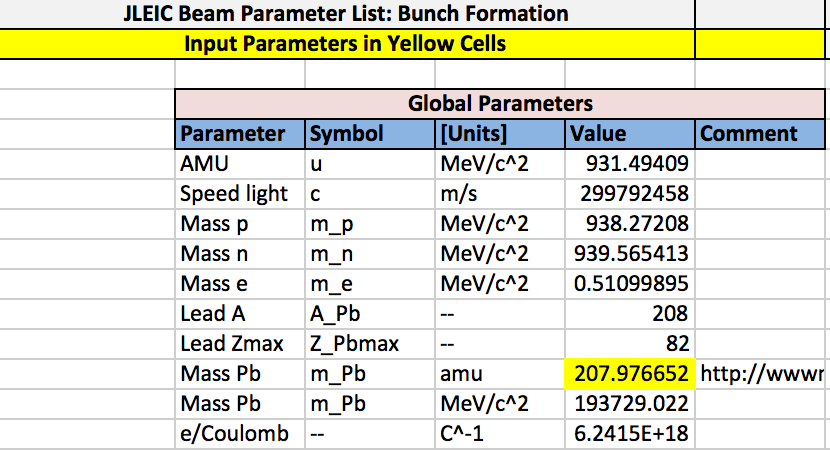 JLEIC Beam Parameter List: Bunch Formation
Input Parameters in Yellow Cells
Global Parameters
Parameter Symbol [Units] Value Comment
AMU u MeV/c^2 931.49409
Speed light c m/s 299792458
Mass p m_p MeV/c^2 938.27208
Mass n m_n MeV/c^2 939.565413
Mass e m_e MeV/c^2 0.51099895
Lead A A_Pb -- 208
Lead Zmax Z_Pbmax -- 82
Mass Pb m_Pb amu 207.976652 http://www
Mass Pb m_Pb MeV/c^2 193729.022
e/Coulomb -- C^-1 6.2415E+18